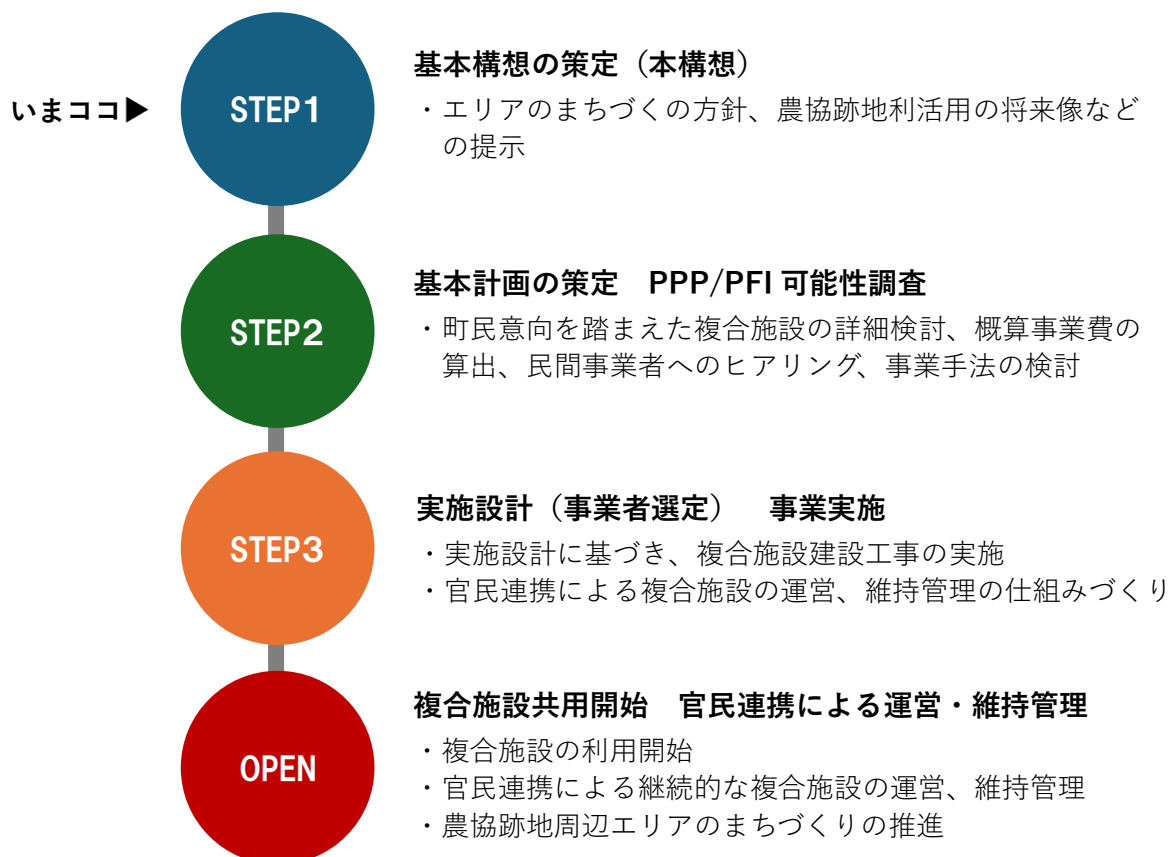 いまココ▶
STEP1
基本構想の策定（本構想）
・エリアのまちづくの方針、農協跡地利活用の将来像など
の提示
STEP2
基本計画の策定　PPP/PFI 可能性調査
・町民意向を踏まえた複合施設の詳細検討、概算事業費の
算出、民間事業者へのヒアリング、事業手法の検討
STEP3
実施設計（事業者選定）　事業実施
・実施設計に基づき、複合施設建設工事の実施
・官民連携による複合施設の運営、維持管理の仕組みづくり
OPEN
複合施設共用開始　官民連携による運営・維持管理
・複合施設の利用開始
・官民連携による継続的な複合施設の運営、維持管理
・農協跡地周辺エリアのまちづくりの推進